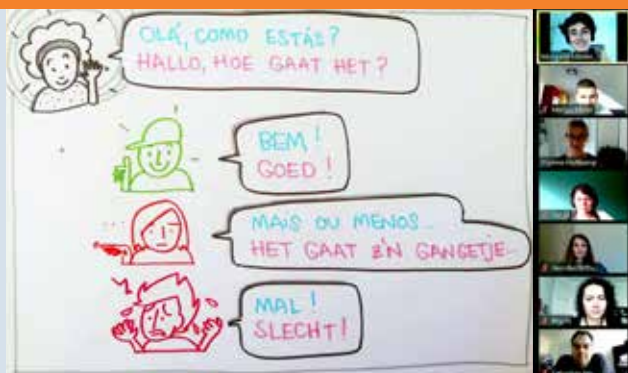 OLÁ, COMO ESTÁS?
HALLO, HOE GAAT HET?
BEM!
GOED!
MAIS OU MENOS...
HET GAAT Z'N GANGETJE...
MAL!
SLECHT!